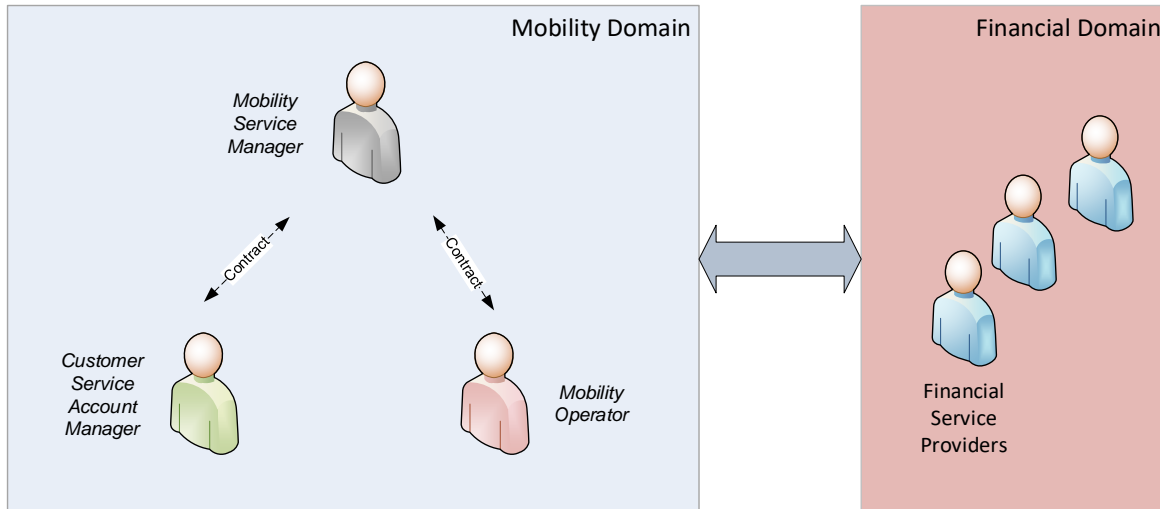 Mobility Domain
Financial Domain
Mobility
Service
Manager
Contract
Contract
Customer
Service
Account
Manager
Mobility
Operator
Financial
Service
Providers